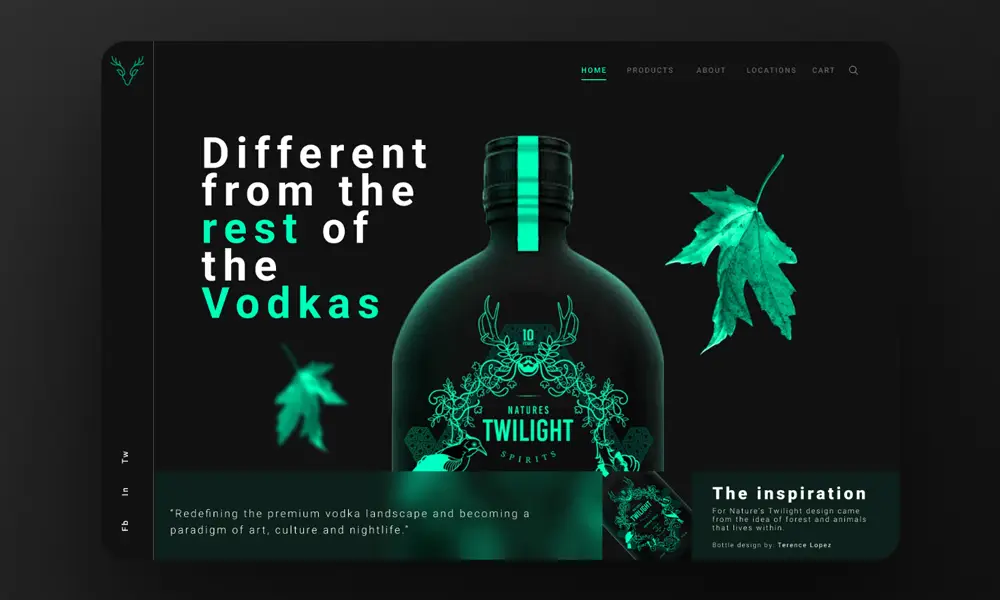 HOME PRODUCTS ABOUT LOCATIONS CART
Different
from the
rest of
the
Vodkas
10
YEARS
NATURES
TWILIGHT
SPIRITS
Tw
In
Fb
“Redefining the premium vodka landscape and becoming a
paradigm of art, culture and nightlife.”
TWILIGHT
The inspiration
For Nature's Twilight design came
from the idea of forest and animals
that lives within.
Bottle design by: Terence Lopez